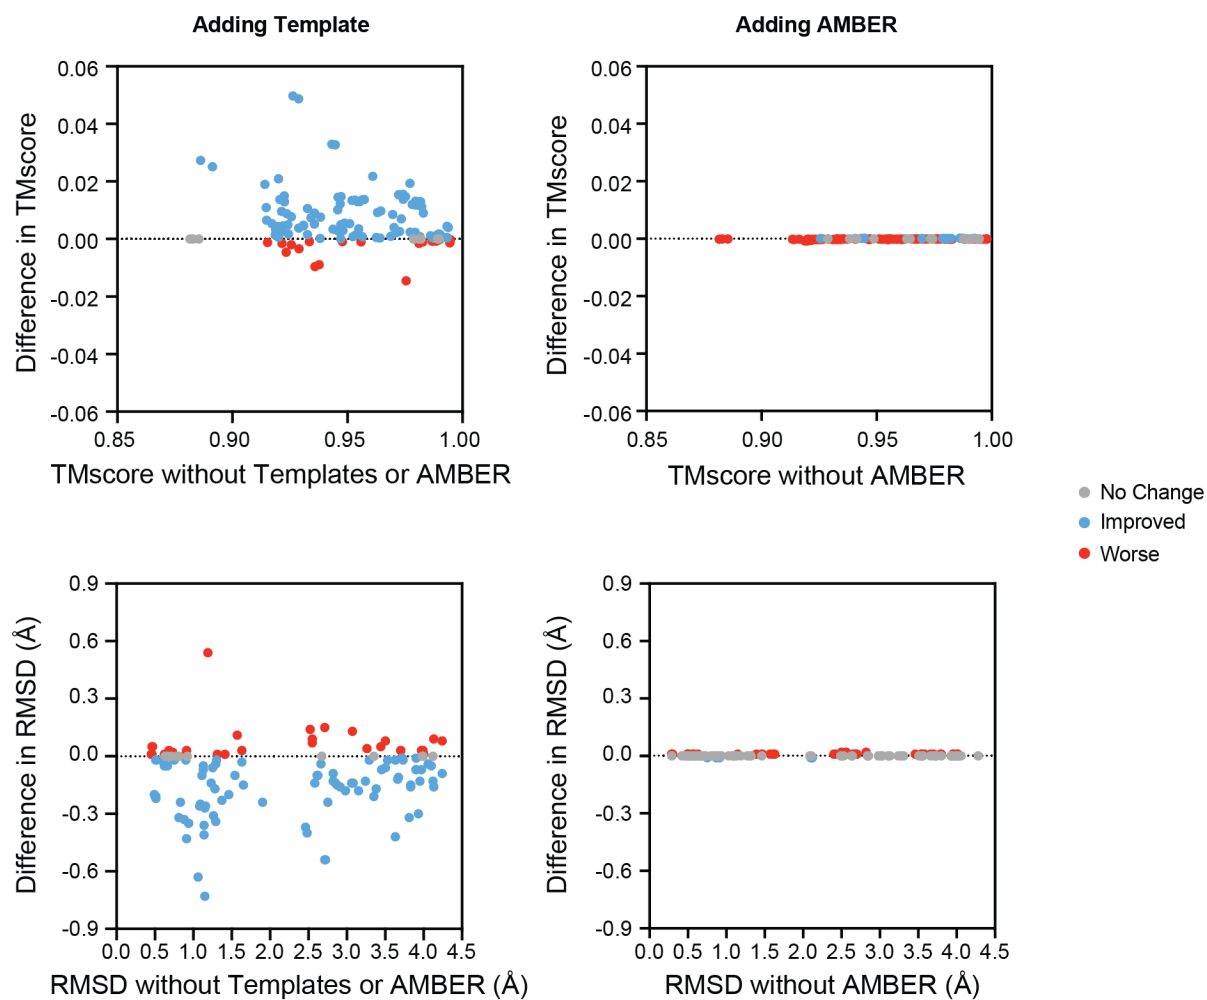 Adding Template
Difference in TMscore
0.06
0.04
0.02
0.00
-0.02
-0.04
-0.06
0.85 0.90 0.95 1.00
TMscore without Templates or AMBER
Adding AMBER
Difference in TMscore
0.06
0.04
0.02
0.00
-0.02
-0.04
-0.06
0.85 0.90 0.95 1.00
TMscore without AMBER
No Change
Improved
Worse
Difference in RMSD (Å)
0.9
0.6
0.3
0.0
-0.3
-0.6
-0.9
0.0 0.5 1.0 1.5 2.0 2.5 3.0 3.5 4.0 4.5
RMSD without Templates or AMBER (Å)
Difference in RMSD (Å)
0.9
0.6
0.3
0.0
-0.3
-0.6
-0.9
0.0 0.5 1.0 1.5 2.0 2.5 3.0 3.5 4.0 4.5
RMSD without AMBER (Å)